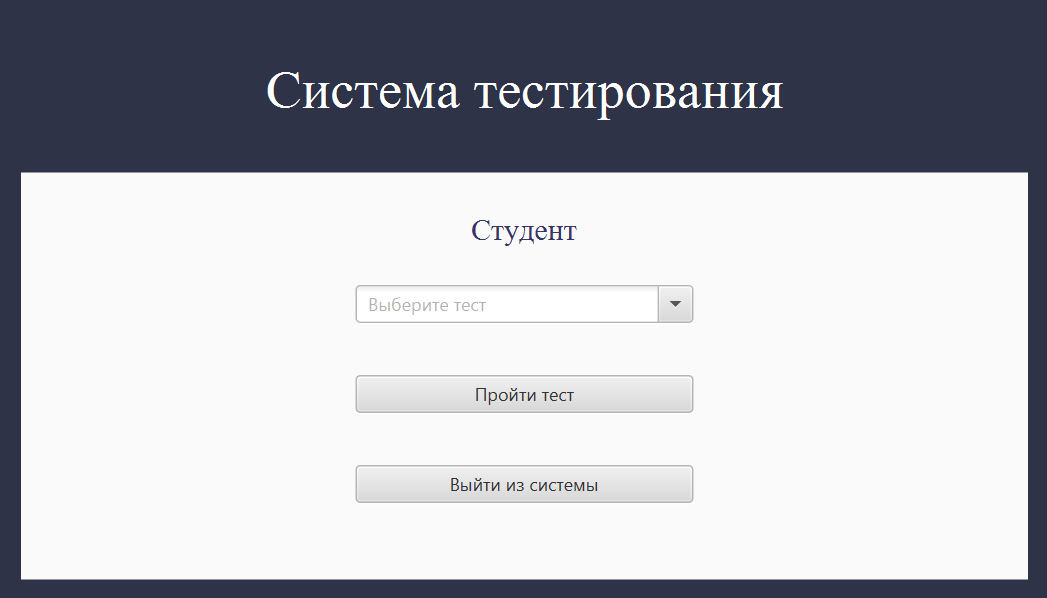 Система тестирования
Студент
Выберите тест
Пройти тест
Выйти из системы